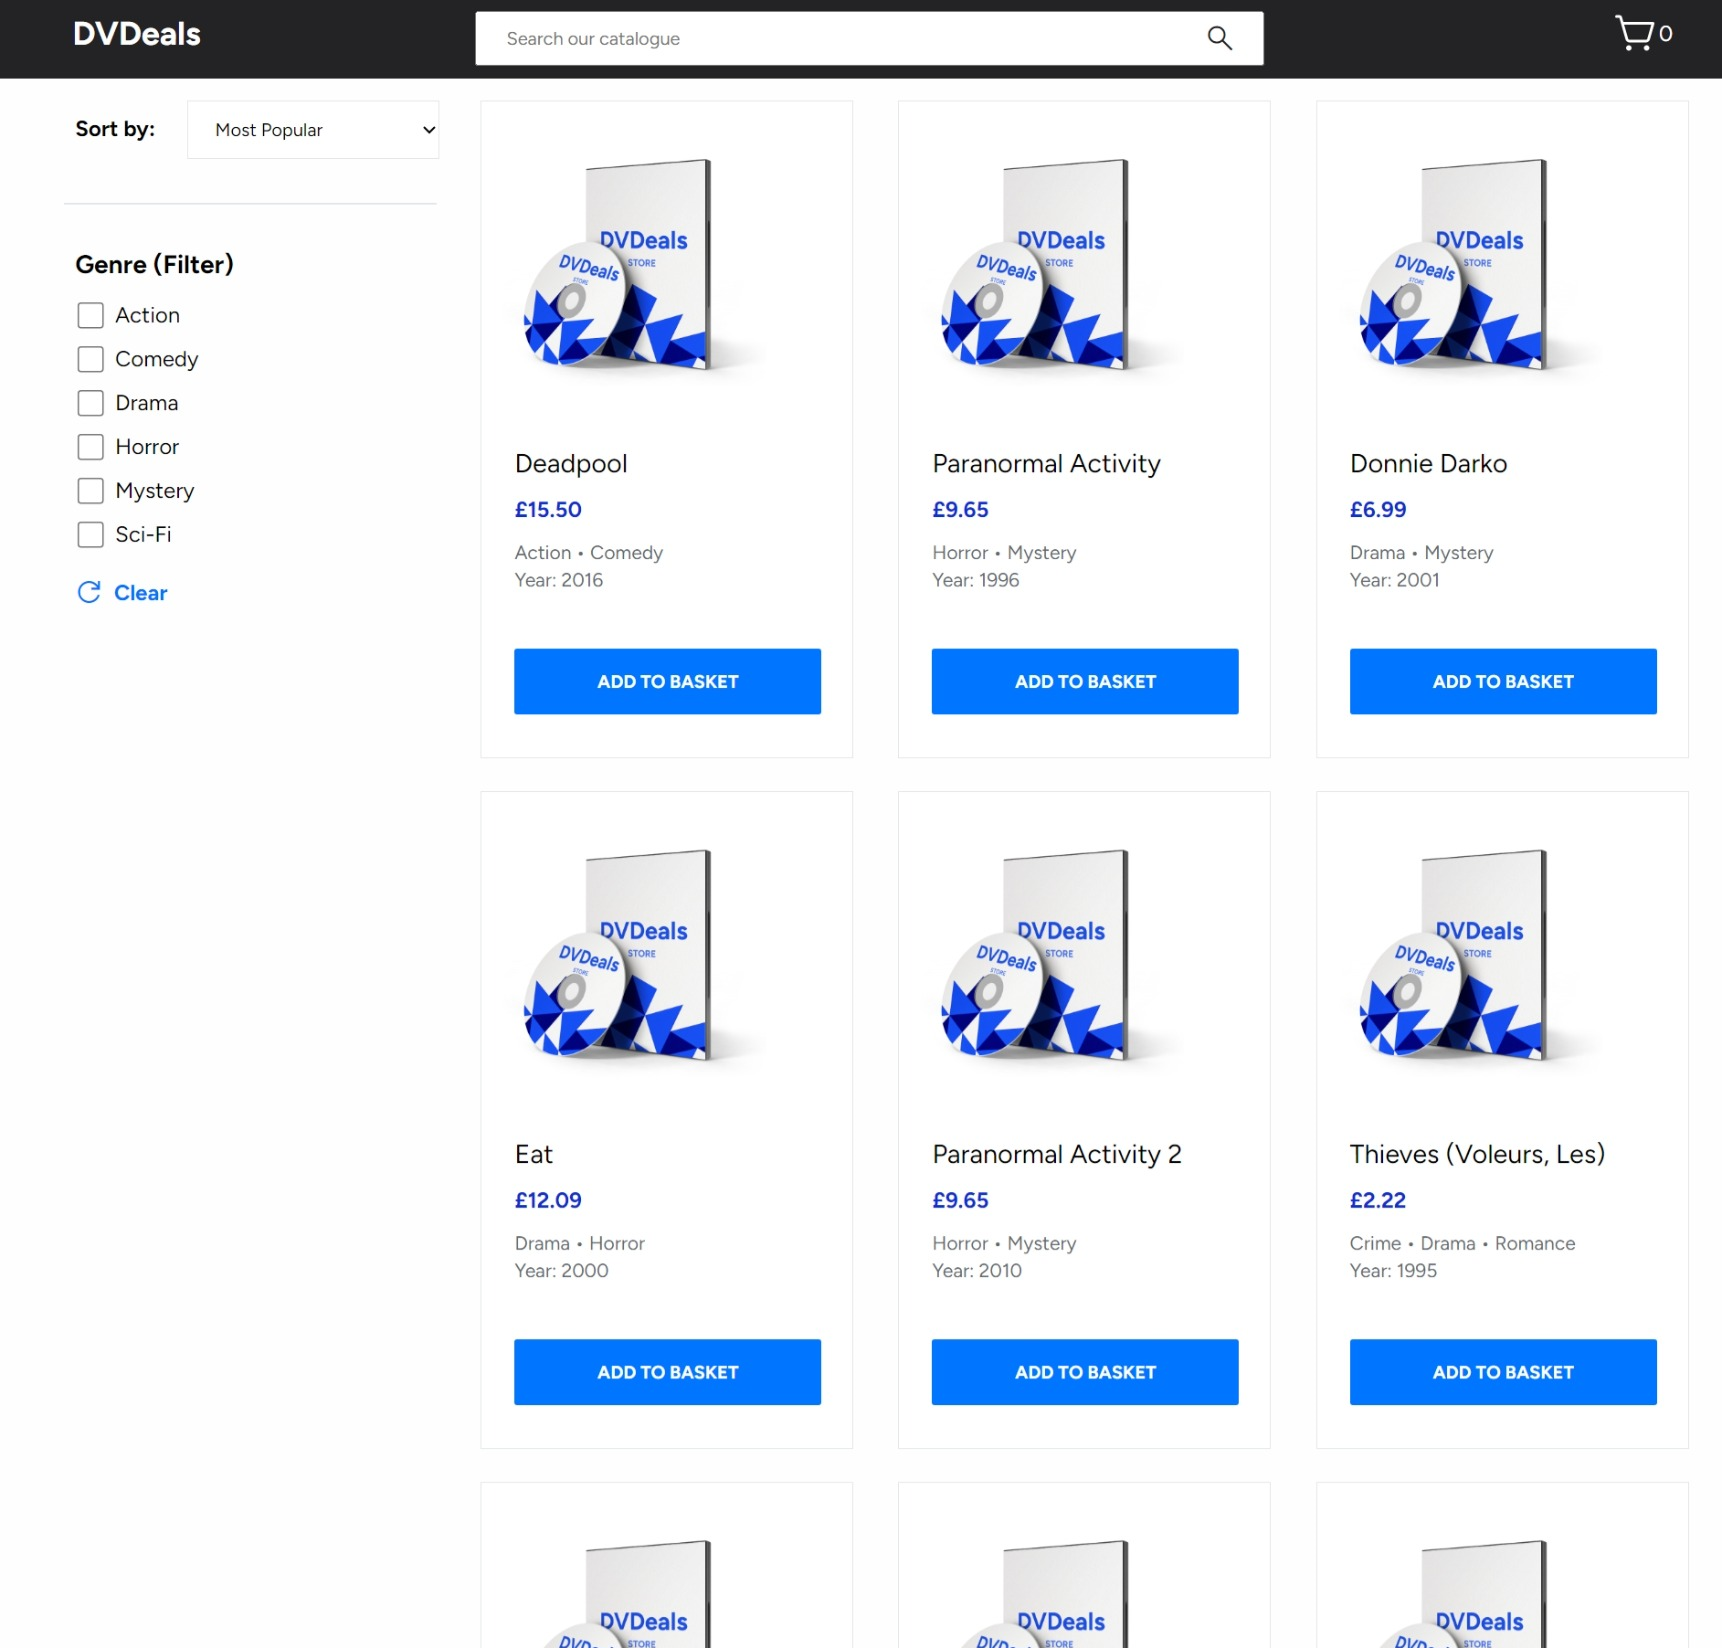 DVDeals
Search our catalogue
0
Sort by:
Most Popular
Genre (Filter)
Action
Comedy
Drama
Horror
Mystery
Sci-Fi
Clear
DVDeals
STORE
DVDeals
STORE
Deadpool
£15.50
Action • Comedy
Year: 2016
ADD TO BASKET
DVDeals
STORE
DVDeals
STORE
Paranormal Activity
£9.65
Horror • Mystery
Year: 1996
ADD TO BASKET
DVDeals
STORE
DVDeals
STORE
Donnie Darko
£6.99
Drama • Mystery
Year: 2001
ADD TO BASKET
DVDeals
STORE
DVDeals
STORE
Eat
£12.09
Drama • Horror
Year: 2000
ADD TO BASKET
DVDeals
STORE
DVDeals
STORE
Paranormal Activity 2
£9.65
Horror • Mystery
Year: 2010
ADD TO BASKET
DVDeals
STORE
DVDeals
STORE
Thieves (Voleurs, Les)
£2.22
Crime • Drama • Romance
Year: 1995
ADD TO BASKET
DVDeals
STORE
DVDeals
DVDeals
STORE
DVDeals
DVDeals
STORE
DVDeals